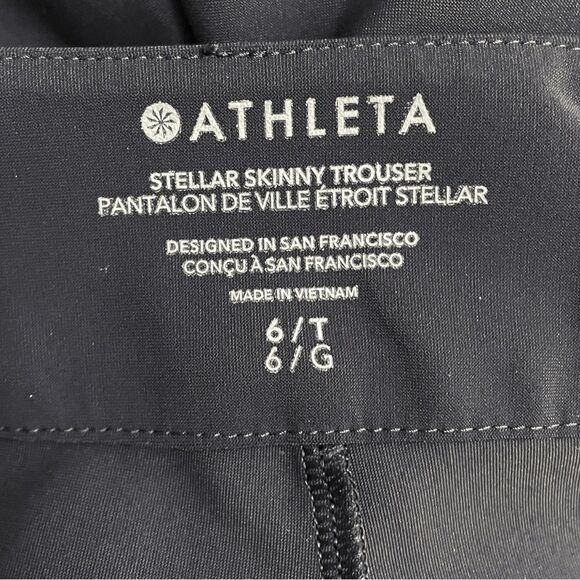 ATHLETA
STELLAR SKINNY TROUSER
PANTALON DE VILLE ÉTROIT STELLAR
DESIGNED IN SAN FRANCISCO
CONÇU À SAN FRANCISCO
MADE IN VIETNAM
6/T
6/G